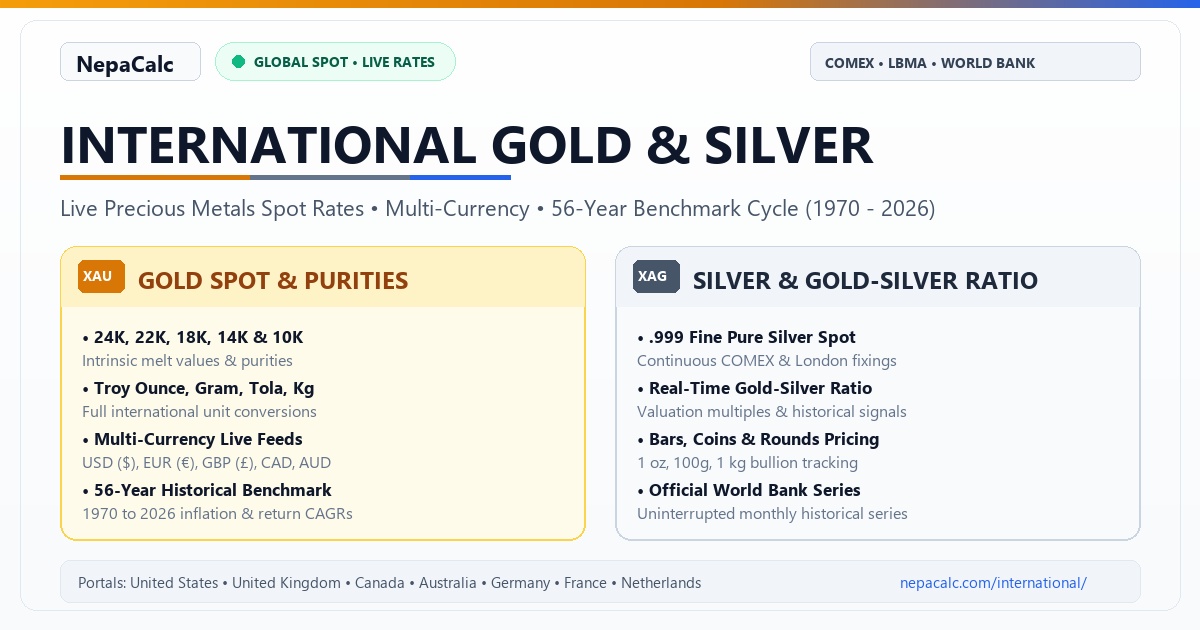 NepaCalc
GLOBAL SPOT • LIVE RATES
COMEX • LBMA • WORLD BANK
INTERNATIONAL GOLD & SILVER
Live Precious Metals Spot Rates • Multi-Currency • 56-Year Benchmark Cycle (1970 - 2026)
XAU
GOLD SPOT & PURITIES
• 24K, 22K, 18K, 14K & 10K
Intrinsic melt values & purities
• Troy Ounce, Gram, Tola, Kg
Full international unit conversions
• Multi-Currency Live Feeds
USD ($), EUR (€), GBP (£), CAD, AUD
• 56-Year Historical Benchmark
1970 to 2026 inflation & return CAGRs
XAG
SILVER & GOLD-SILVER RATIO
• .999 Fine Pure Silver Spot
Continuous COMEX & London fixings
• Real-Time Gold-Silver Ratio
Valuation multiples & historical signals
• Bars, Coins & Rounds Pricing
1 oz, 100g, 1 kg bullion tracking
• Official World Bank Series
Uninterrupted monthly historical series
Portals: United States • United Kingdom • Canada • Australia • Germany • France • Netherlands
nepacalc.com/international/